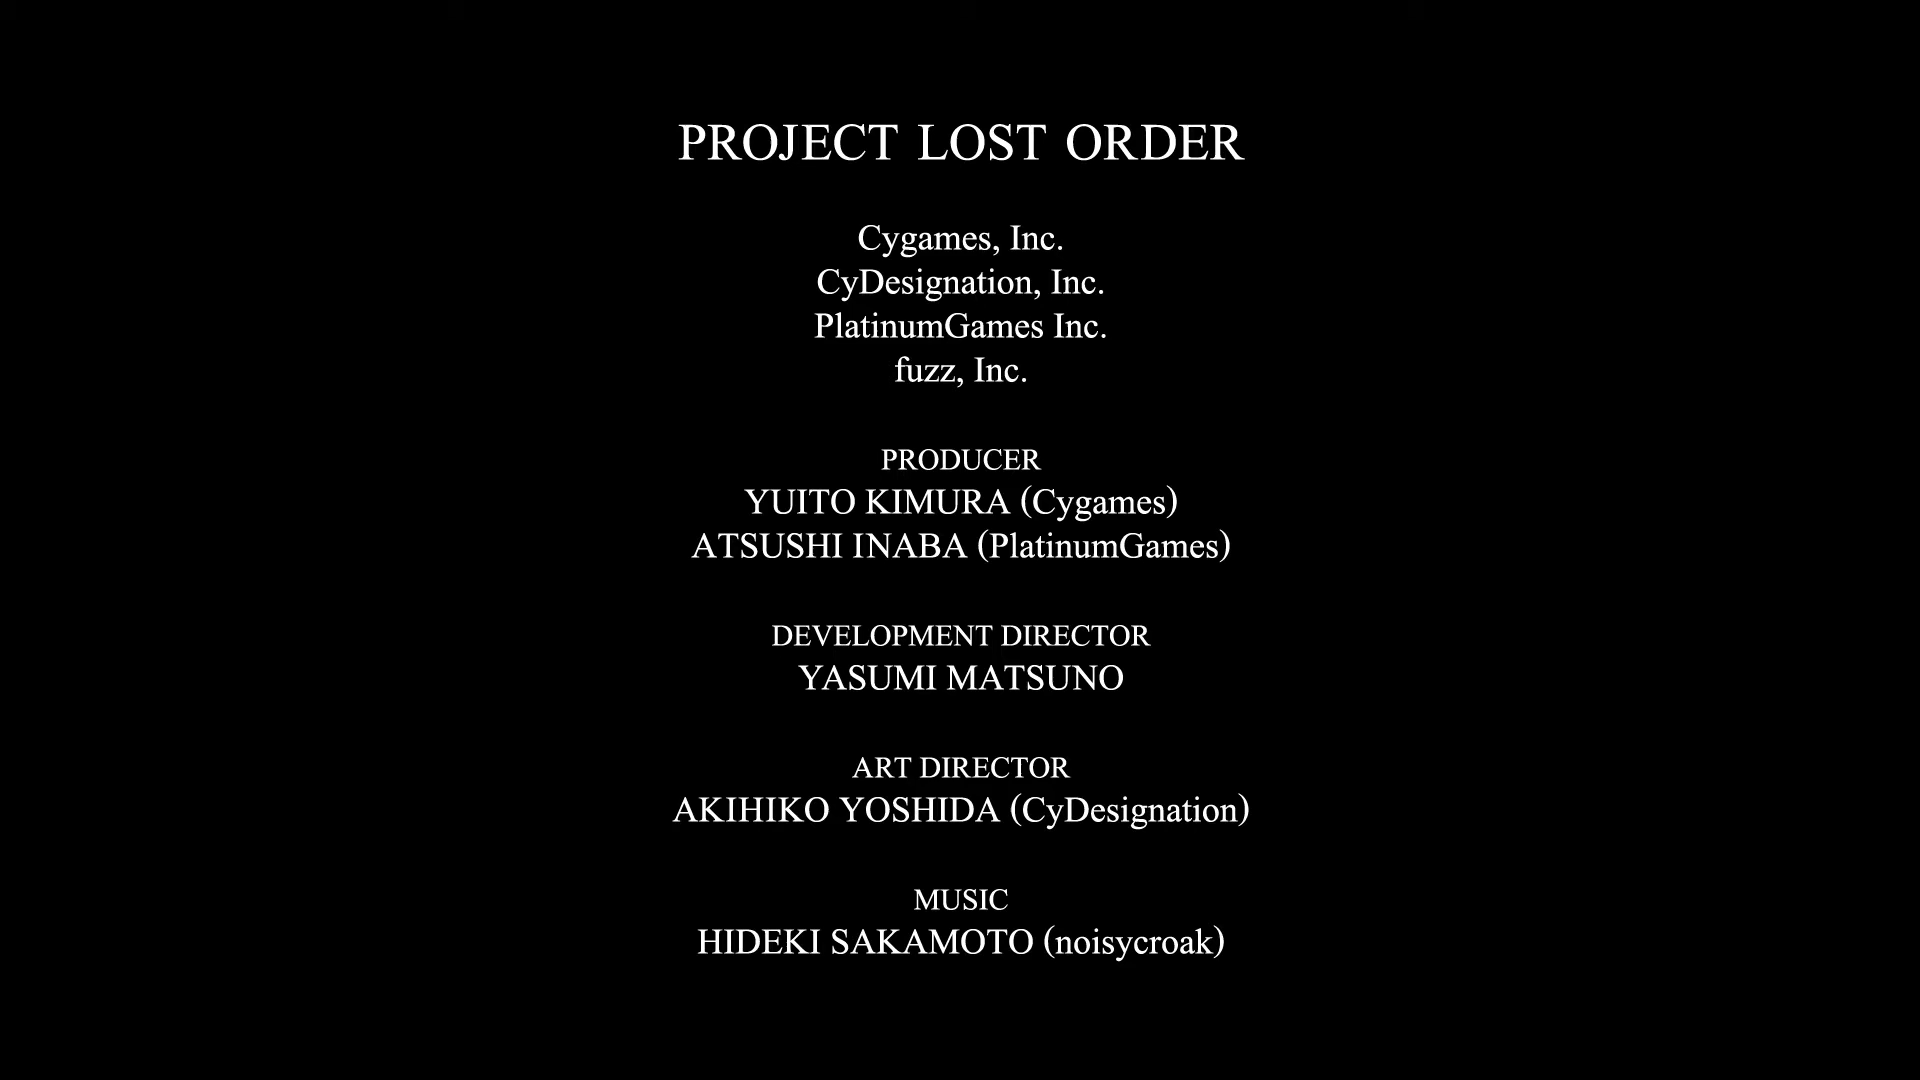 PROJECT LOST ORDER
Cygames, Inc.
CyDesignation, Inc.
PlatinumGames Inc.
fuzz, Inc.
PRODUCER
YUITO KIMURA (Cygames)
ATSUSHI INABA (PlatinumGames)
DEVELOPMENT DIRECTOR
YASUMI MATSUNO
ART DIRECTOR
AKIHIKO YOSHIDA (CyDesignation)
MUSIC
HIDEKI SAKAMOTO (noisycroak)